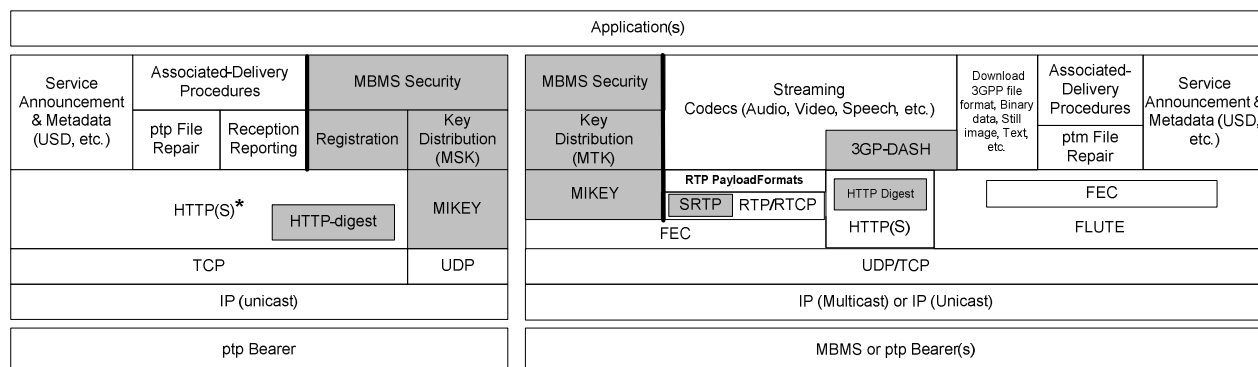 Application(s)
Service
Announcement
& Metadata
(USD, etc.)
Associated-Delivery
Procedures
ptp File
Repair
Reception
Reporting
MBMS Security
Registration
Key
Distribution
(MSK)
HTTP(S)*
HTTP-digest
MIKEY
TCP
UDP
IP (unicast)
ptp Bearer
MBMS Security
Key
Distribution
(MTK)
MIKEY
Streaming
Codecs (Audio, Video, Speech, etc.)
3GP-DASH
RTP PayloadFormats
SRTP
RTP/RTCP
FEC
HTTP Digest
HTTP(S)
Download
3GPP file
format, Binary
data, Still
image, Text,
etc.
Associated-
Delivery
Procedures
ptm File
Repair
Service
Announcement &
Metadata (USD,
etc.)
FEC
FLUTE
UDP/TCP
IP (Multicast) or IP (Unicast)
MBMS or ptp Bearer(s)